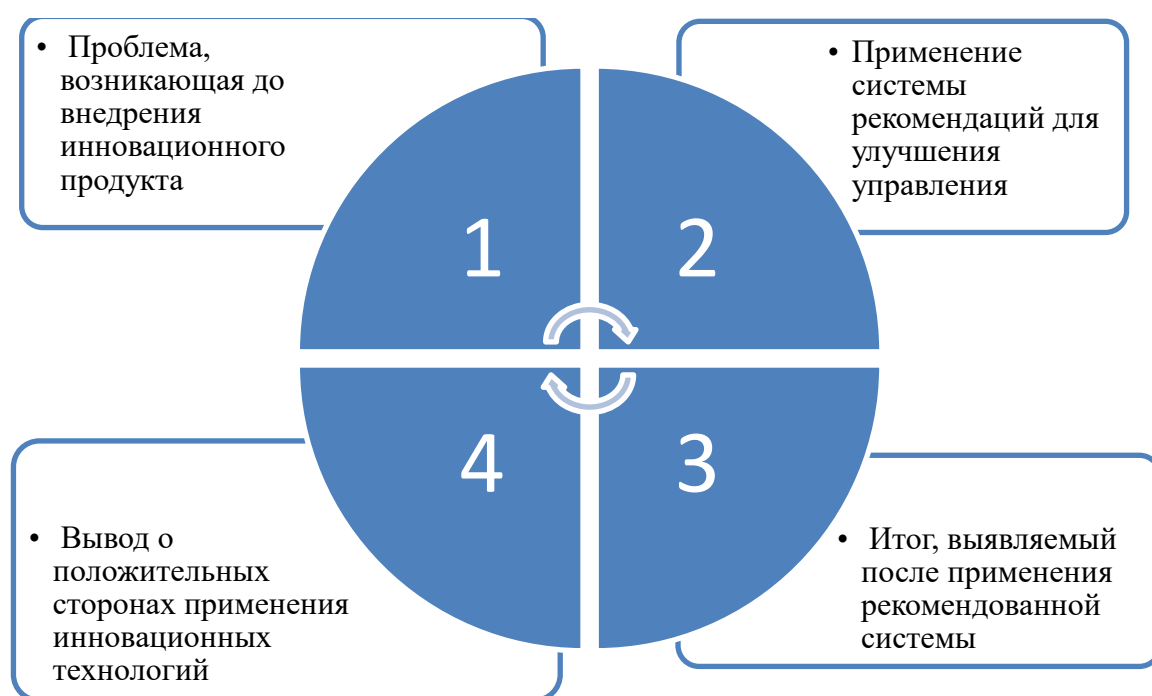 • Проблема,
возникающая до
внедрения
инновационного
продукта
• Применение
системы
рекомендаций для
улучшения
управления
1
2
4
3
• Вывод о
положительных
сторонах применения
инновационных
технологий
• Итог, выявляемый
после применения
рекомендованной
системы